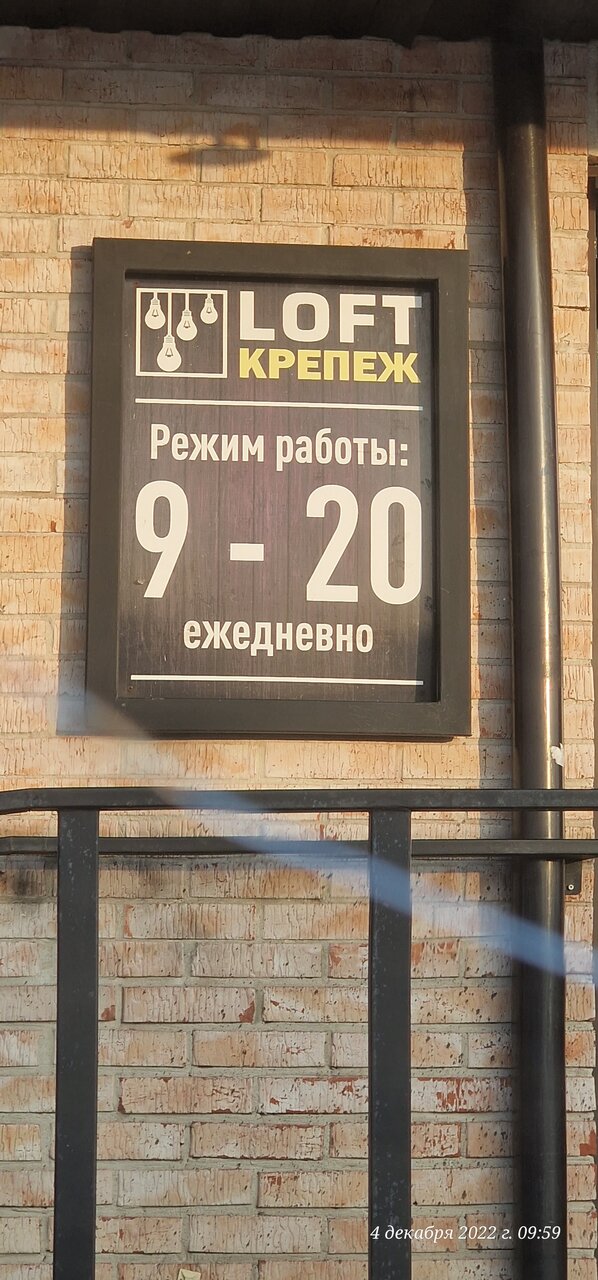 LOFT
КРЕПЕЖ
Режим работы:
9 - 20
ежедневно
4 декабря 2022 г. 09:59